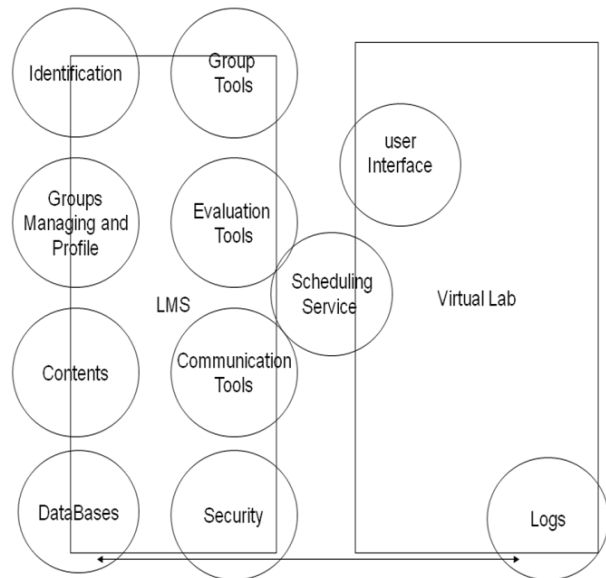 Identification
Group
Tools
user
Interface
Groups
Managing and
Profile
Evaluation
Tools
Scheduling
Service
LMS
Virtual Lab
Contents
Communication
Tools
DataBases
Security
Logs